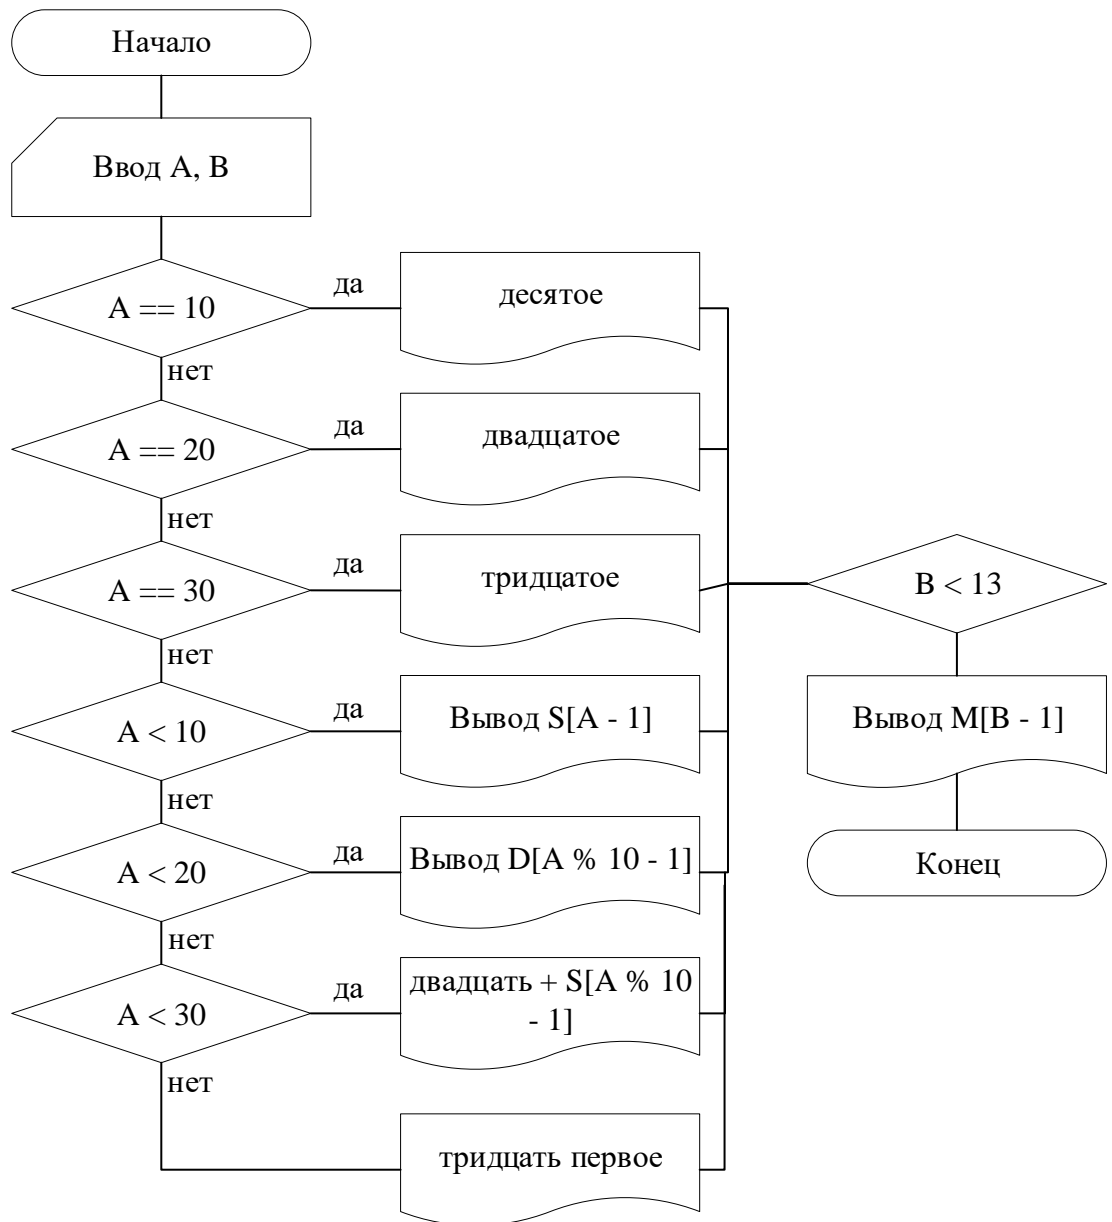 Начало
Ввод A, B
A == 10
да
десятое
нет
A == 20
да
двадцатое
нет
A == 30
да
тридцатое
нет
A < 10
да
Вывод S[A - 1]
нет
A < 20
да
Вывод D[A % 10 - 1]
нет
A < 30
да
двадцать + S[A % 10
- 1]
нет
тридцать первое
B < 13
Вывод M[B - 1]
Конец